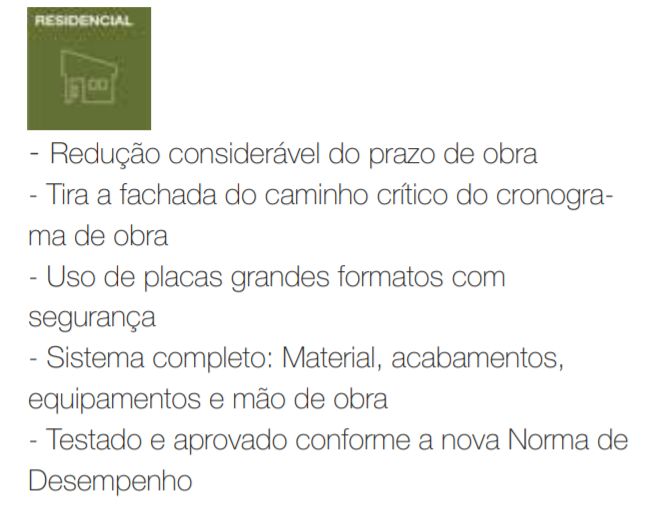 RESIDENCIAL
- Redução considerável do prazo de obra
- Tira a fachada do caminho crítico do cronogra-
ma de obra
- Uso de placas grandes formatos com
segurança
- Sistema completo: Material, acabamentos,
equipamentos e mão de obra
- Testado e aprovado conforme a nova Norma de
Desempenho